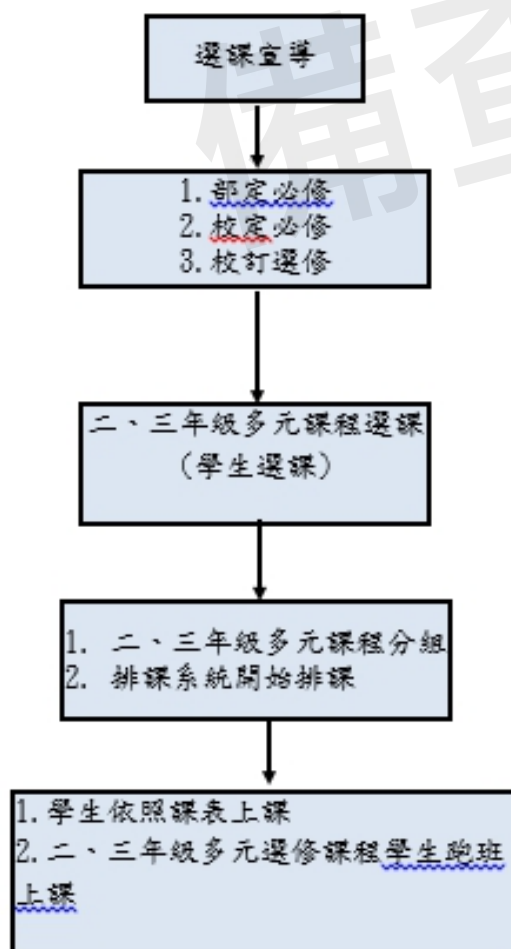 備查
選課宣導
1.部定必修
2.校定必修
3.校訂選修
二、三年級多元課程選課
(學生選課)
1. 二、三年級多元課程分組
2. 排課系統開始排課
1.學生依照課表上課
2.二、三年級多元選修課程學生跑班
上課